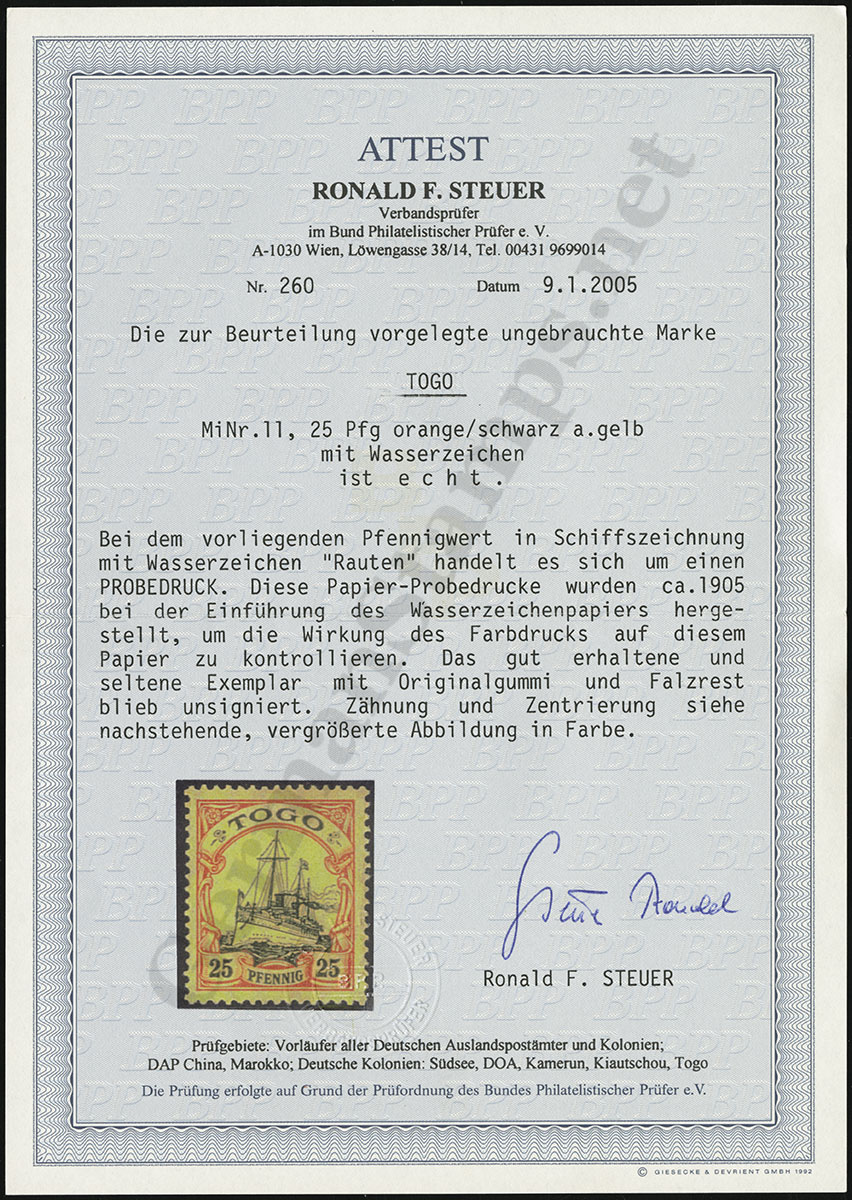 ATTEST
RONALD F. STEUER
Verbandsprüfer
im Bund Philatelistischer Prüfer e. V.
A-1030 Wien, Löwengasse 38/14, Tel. 00431 9699014
Nr. 260 Datum 9.1.2005
Die zur Beurteilung vorgelegte ungebrauchte Marke
TOGO
MiNr.11, 25 Pfg orange/schwarz a.gelb
mit Wasserzeichen
ist e c h t .
Bei dem vorliegenden Pfennigwert in Schiffszeichnung
mit Wasserzeichen "Rauten" handelt es sich um einen
PROBEDRUCK. Diese Papier-Probedrucke wurden ca.1905
bei der Einführung des Wasserzeichenpapiers herge-
stellt, um die Wirkung des Farbdrucks auf diesem
Papier zu kontrollieren. Das gut erhaltene und
seltene Exemplar mit Originalgummi und Falzrest
blieb unsigniert. Zähnung und Zentrierung siehe
nachstehende, vergrößerte Abbildung in Farbe.
TOGO
25 PFENNIG 25
Steuer Ronald
Ronald F. STEUER
Prüfgebiete: Vorläufer aller Deutschen Auslandspostämter und Kolonien;
DAP China, Marokko; Deutsche Kolonien: Südsee, DOA, Kamerun, Kiautschou, Togo
Die Prüfung erfolgte auf Grund der Prüfordnung des Bundes Philatelistischer Prüfer e.V.
© GIESECKE & DEVRIENT GMBH 1992
Germanstamps.net